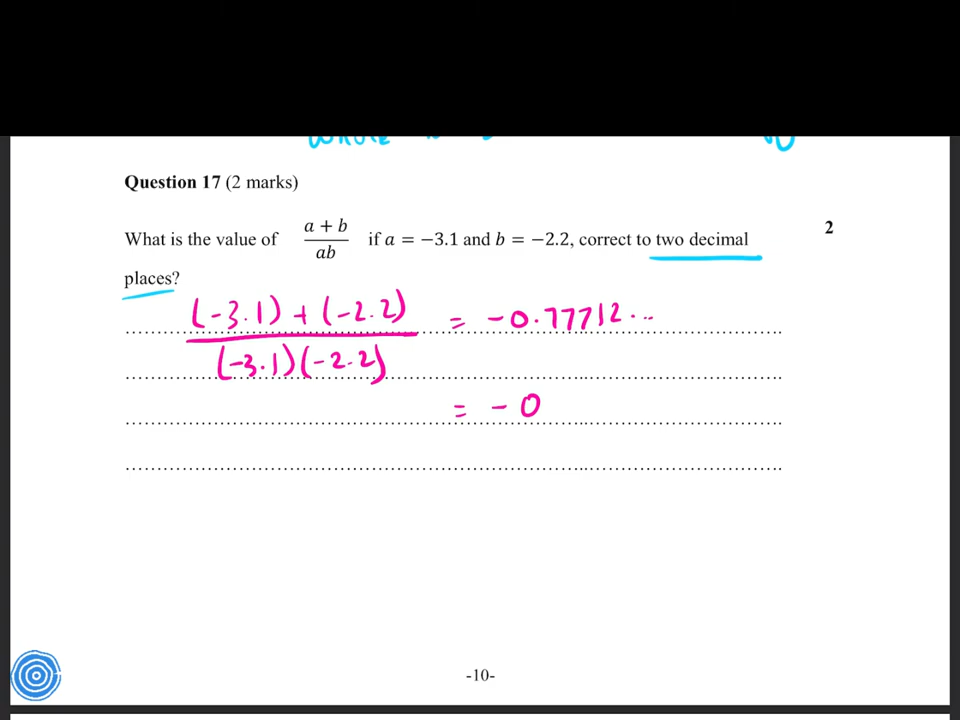 Question 17 (2 marks)
What is the value of a + b / ab if a = −3.1 and b = −2.2, correct to two decimal 2
places?
(-3.1) + (-2.2) / (-3.1)(-2.2) = -0.77712...
= -0
-10-